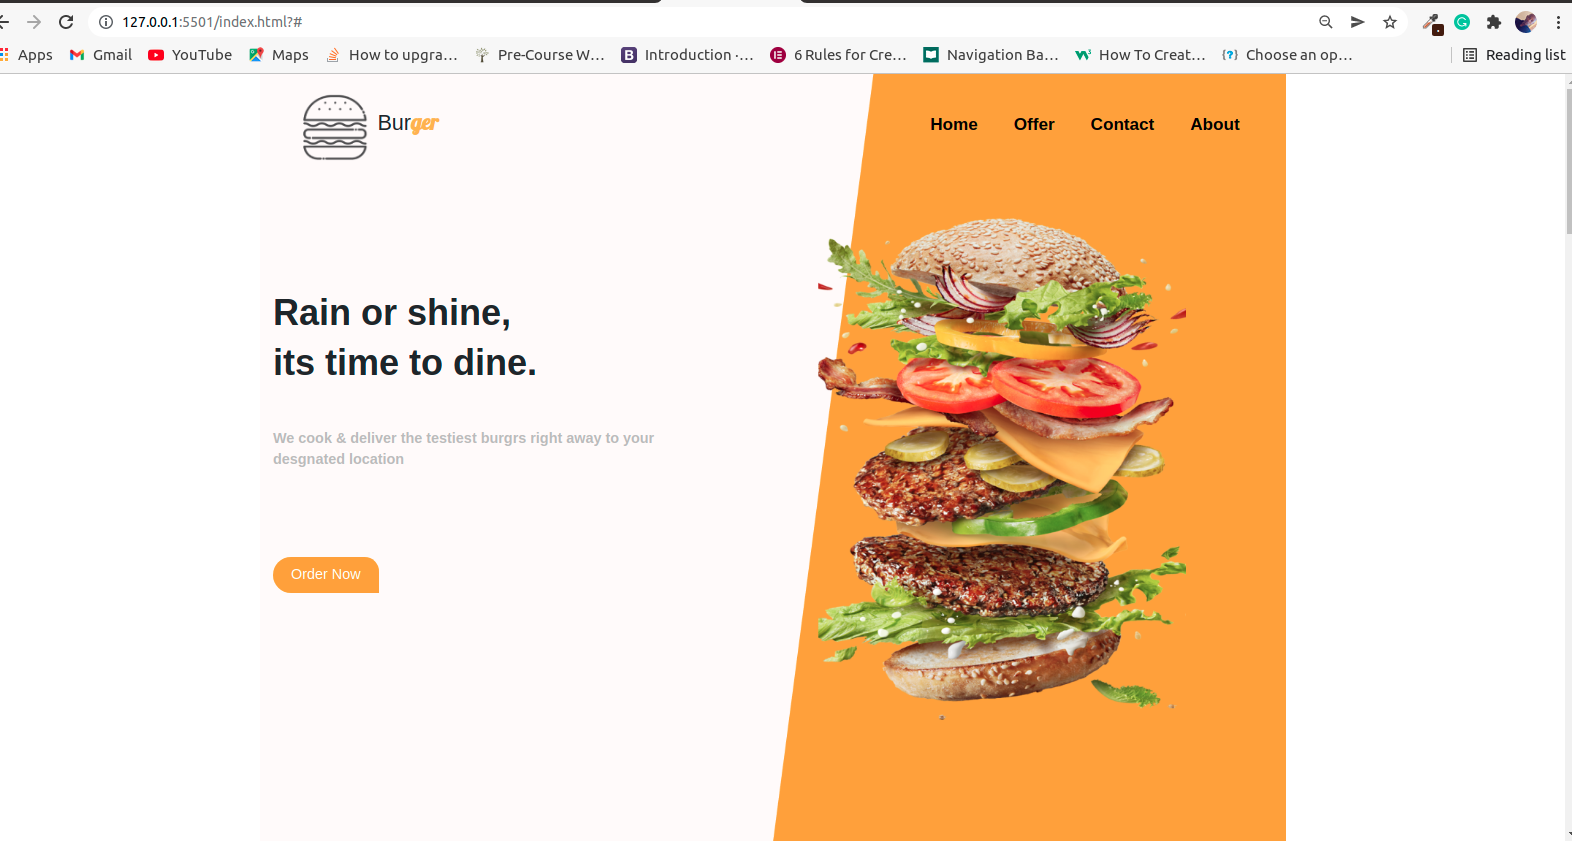 127.0.0.1:5501/index.html?#
Apps Gmail YouTube Maps How to upgra… Pre-Course W… Introduction ·… 6 Rules for Cre… Navigation Ba… How To Creat… Choose an op… Reading list
Burger Home Offer Contact About
Rain or shine,
its time to dine.
We cook & deliver the testiest burgrs right away to your
desgnated location
Order Now